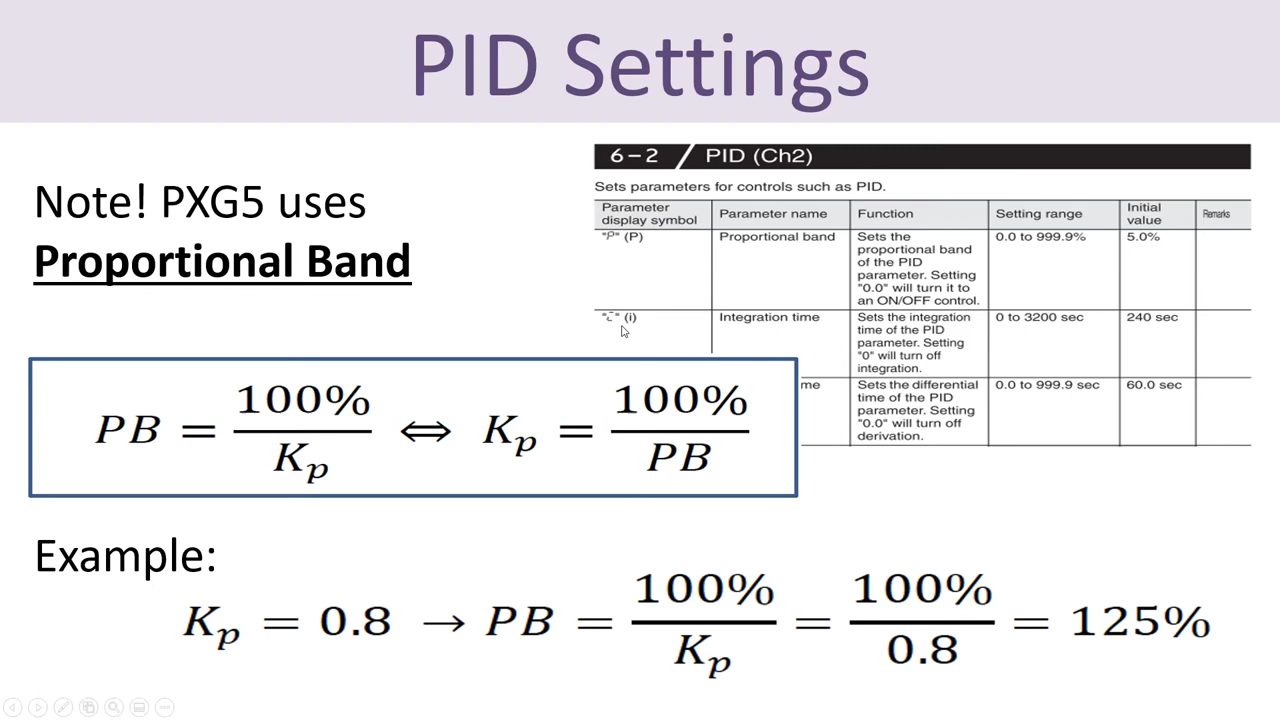 PID Settings
Note! PXG5 uses
Proportional Band
6-2 / PID (Ch2)
Sets parameters for controls such as PID.
Parameter display symbol | Parameter name | Function | Setting range | Initial value | Remarks
"P" (P) | Proportional band | Sets the proportional band of the PID parameter. Setting "0.0" will turn it to an ON/OFF control. | 0.0 to 999.9% | 5.0%
(i) | Integration time | Sets the integration time of the PID parameter. Setting "0" will turn off integration. | 0 to 3200 sec | 240 sec
me | Sets the differential time of the PID parameter. Setting "0.0" will turn off derivation. | 0.0 to 999.9 sec | 60.0 sec
PB = 100% / K_p ⇔ K_p = 100% / PB
Example:
K_p = 0.8 → PB = 100% / K_p = 100% / 0.8 = 125%